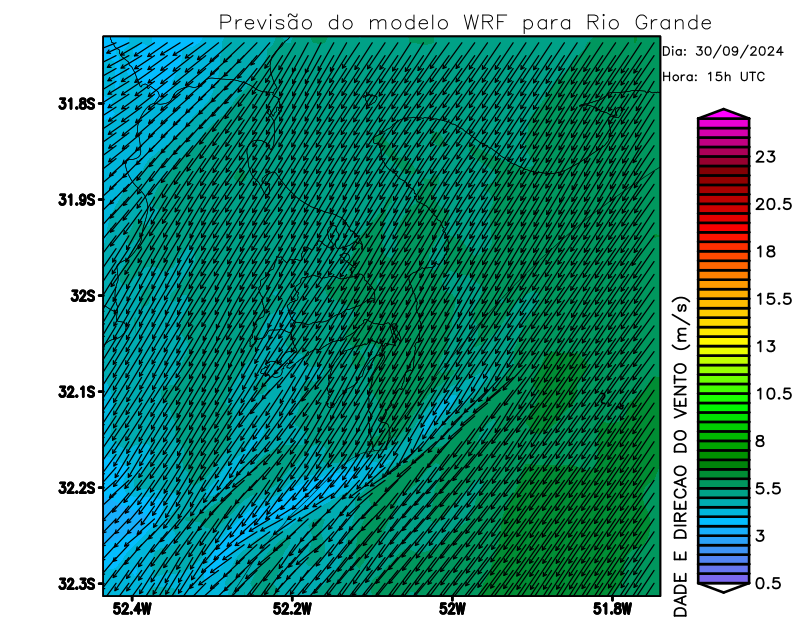 Previsão do modelo WRF para Rio Grande
Dia: 30/09/2024
Hora: 15h UTC
31.8S
31.9S
32S
32.1S
32.2S
32.3S
52.4W
52.2W
52W
51.8W
23
20.5
18
15.5
13
10.5
8
5.5
3
0.5
DADE E DIRECAO DO VENTO (m/s)